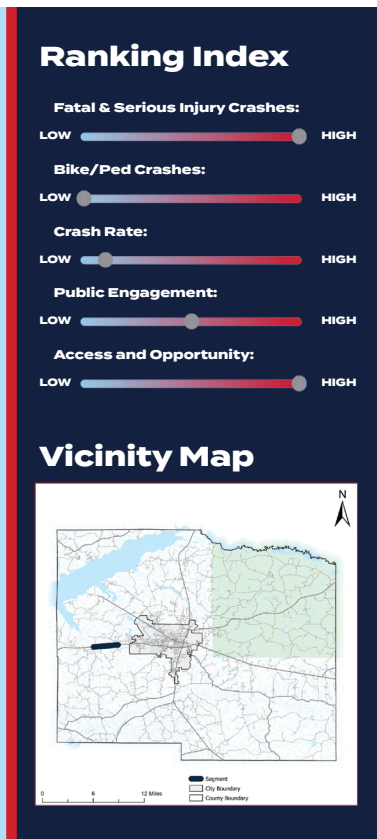 Ranking Index
Fatal & Serious Injury Crashes:
LOW HIGH
Bike/Ped Crashes:
LOW HIGH
Crash Rate:
LOW HIGH
Public Engagement:
LOW HIGH
Access and Opportunity:
LOW HIGH
Vicinity Map
N
Segment
City Boundary
County Boundary
0 6 12 Miles